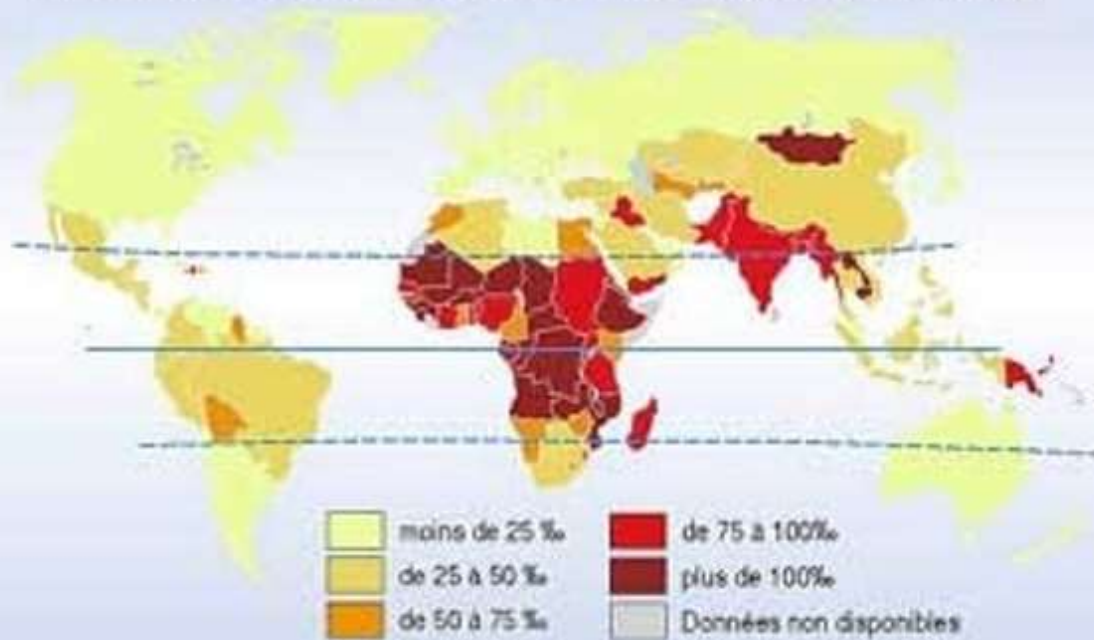 moins de 25 ‰
de 25 à 50 ‰
de 50 à 75 ‰
de 75 à 100‰
plus de 100‰
Données non disponibles